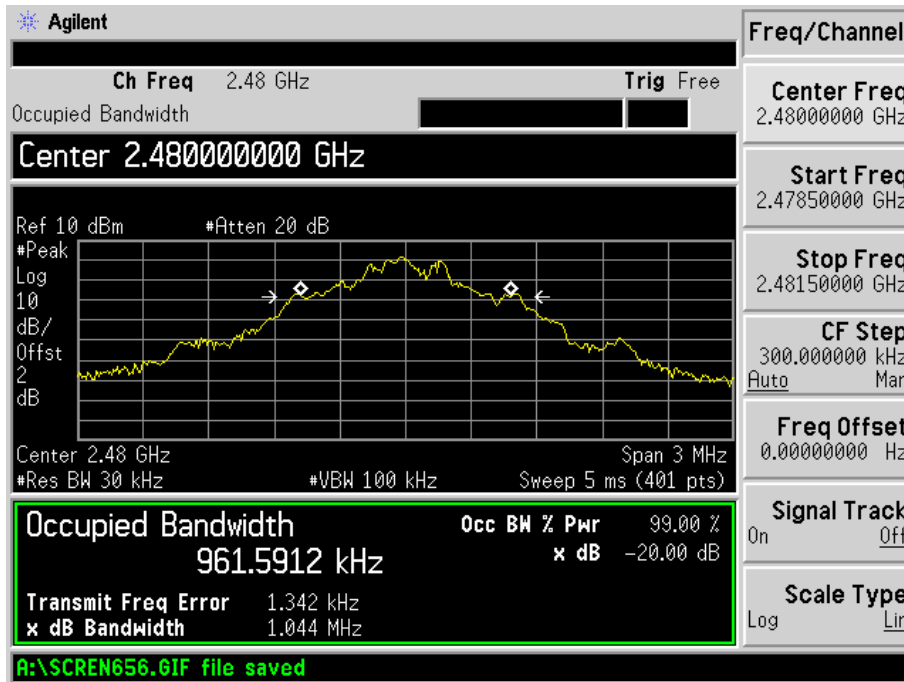 Agilent
Freq/Channel
Ch Freq 2.48 GHz Trig Free
Occupied Bandwidth
Center 2.480000000 GHz
Ref 10 dBm #Atten 20 dB
#Peak
Log
10
dB/
Offst
2
dB
Center 2.48 GHz Span 3 MHz
#Res BW 30 kHz #VBW 100 kHz Sweep 5 ms (401 pts)
Occupied Bandwidth Occ BW % Pwr 99.00 %
961.5912 kHz x dB -20.00 dB
Transmit Freq Error 1.342 kHz
x dB Bandwidth 1.044 MHz
A:\SCREN656.GIF file saved
Center Freq
2.48000000 GHz
Start Freq
2.47850000 GHz
Stop Freq
2.48150000 GHz
CF Step
300.000000 kHz
Auto Man
Freq Offset
0.00000000 Hz
Signal Track
On Off
Scale Type
Log Lin